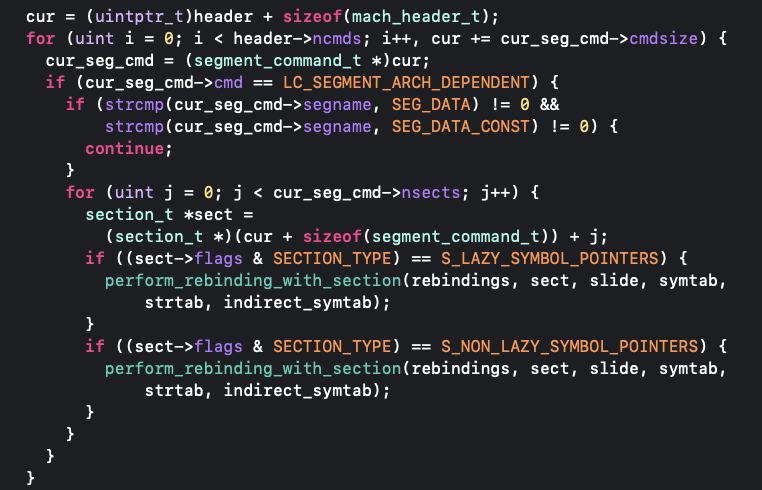 cur = (uintptr_t)header + sizeof(mach_header_t);
for (uint i = 0; i < header->ncmds; i++, cur += cur_seg_cmd->cmdsize) {
  cur_seg_cmd = (segment_command_t *)cur;
  if (cur_seg_cmd->cmd == LC_SEGMENT_ARCH_DEPENDENT) {
    if (strcmp(cur_seg_cmd->segname, SEG_DATA) != 0 &&
        strcmp(cur_seg_cmd->segname, SEG_DATA_CONST) != 0) {
      continue;
    }
    for (uint j = 0; j < cur_seg_cmd->nsects; j++) {
      section_t *sect =
        (section_t *)(cur + sizeof(segment_command_t)) + j;
      if ((sect->flags & SECTION_TYPE) == S_LAZY_SYMBOL_POINTERS) {
        perform_rebinding_with_section(rebindings, sect, slide, symtab,
            strtab, indirect_symtab);
      }
      if ((sect->flags & SECTION_TYPE) == S_NON_LAZY_SYMBOL_POINTERS) {
        perform_rebinding_with_section(rebindings, sect, slide, symtab,
            strtab, indirect_symtab);
      }
    }
  }
}